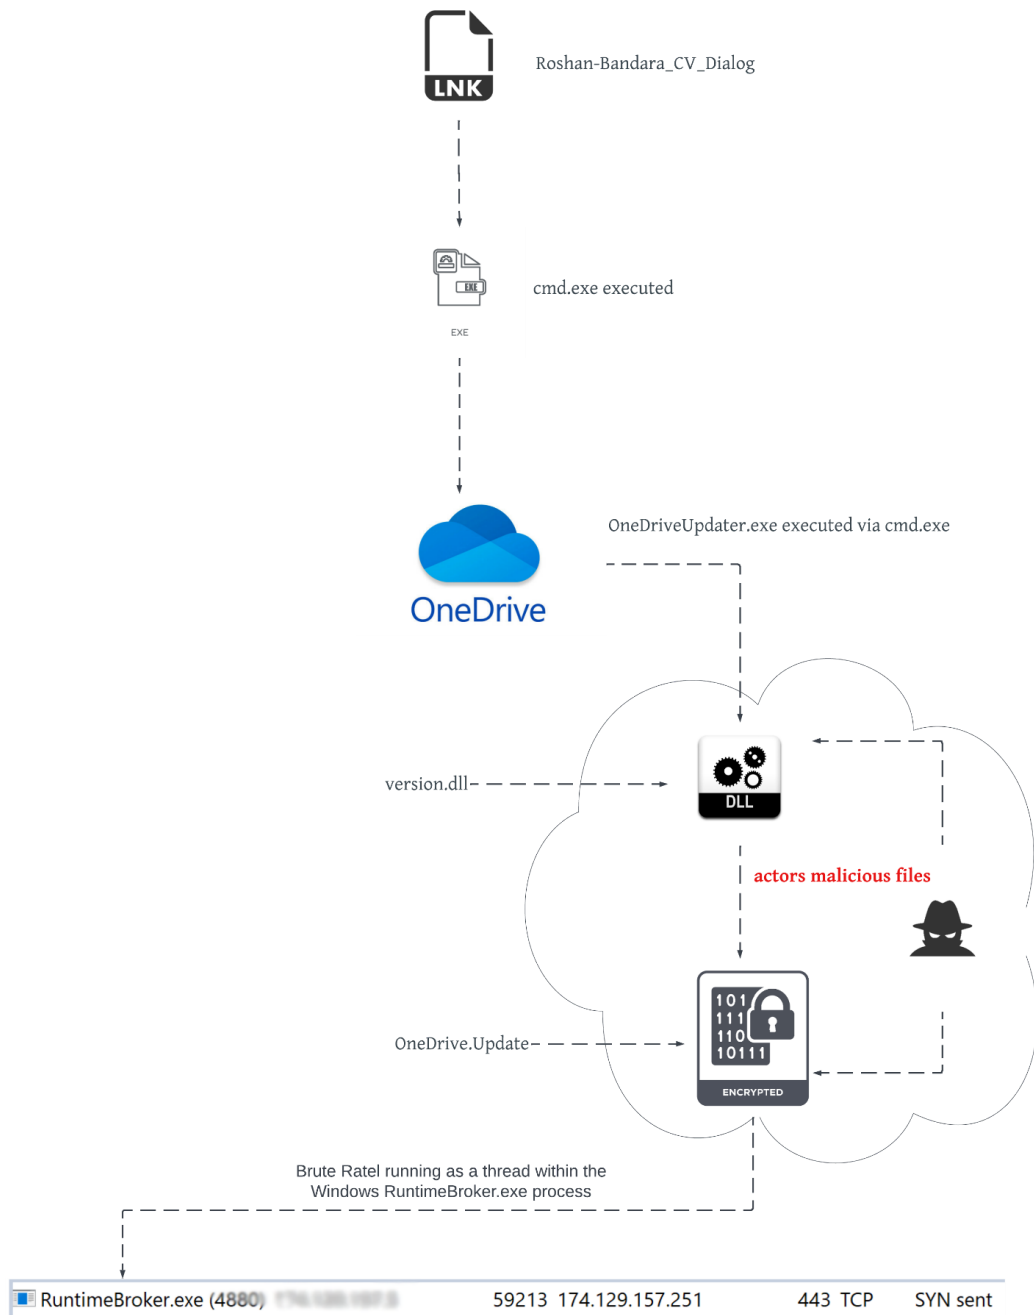 LNK
Roshan-Bandara_CV_Dialog
EXE
cmd.exe executed
EXE
OneDriveUpdater.exe executed via cmd.exe
OneDrive
version.dll
DLL
actors malicious files
101
111
110
10111
OneDrive.Update
ENCRYPTED
Brute Ratel running as a thread within the
Windows RuntimeBroker.exe process
RuntimeBroker.exe (4880) 59213 174.129.157.251 443 TCP SYN sent